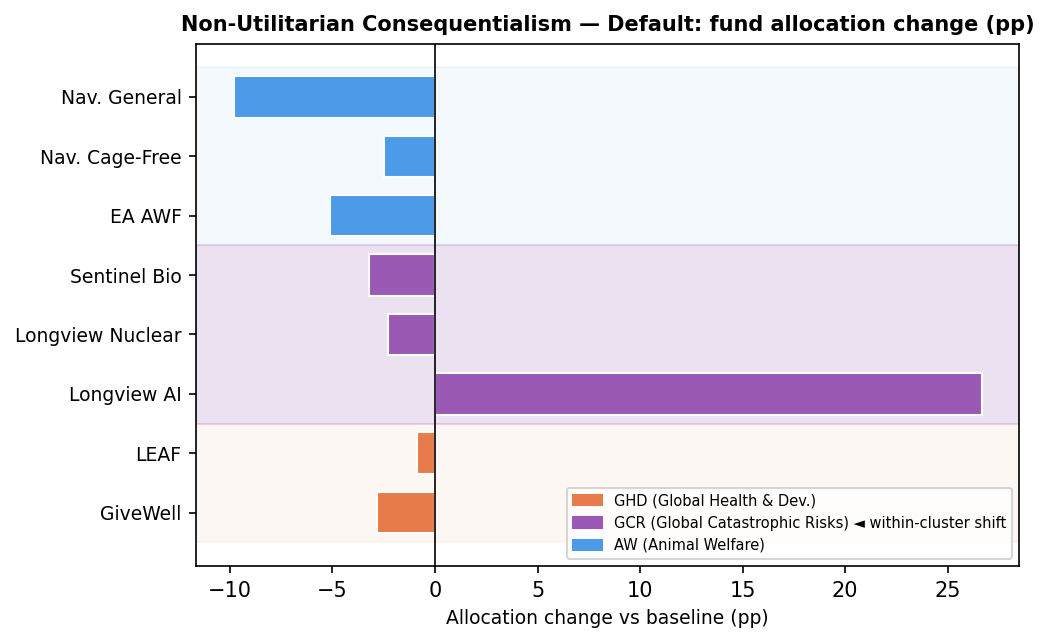 Non-Utilitarian Consequentialism — Default: fund allocation change (pp)
Nav. General
Nav. Cage-Free
EA AWF
Sentinel Bio
Longview Nuclear
Longview AI
LEAF
GiveWell
GHD (Global Health & Dev.)
GCR (Global Catastrophic Risks) ◄ within-cluster shift
AW (Animal Welfare)
−10 −5 0 5 10 15 20 25
Allocation change vs baseline (pp)